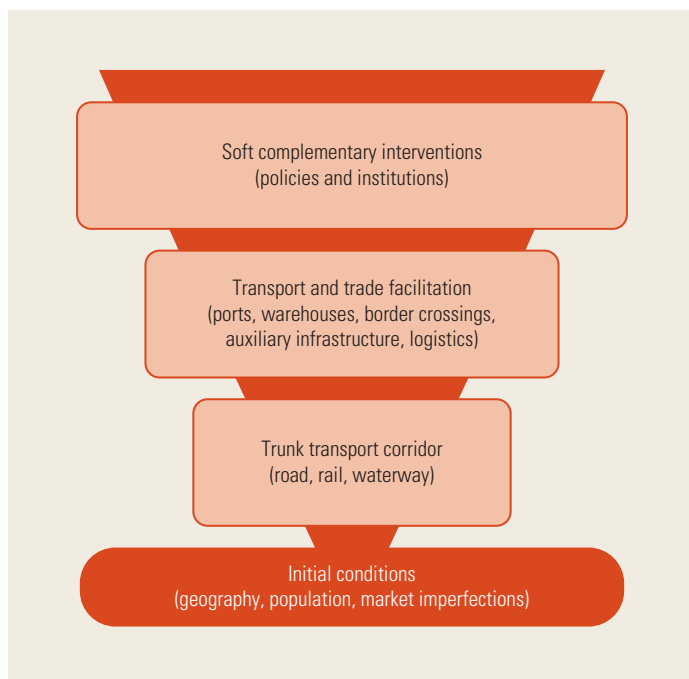 Soft complementary interventions
(policies and institutions)
Transport and trade facilitation
(ports, warehouses, border crossings,
auxiliary infrastructure, logistics)
Trunk transport corridor
(road, rail, waterway)
Initial conditions
(geography, population, market imperfections)